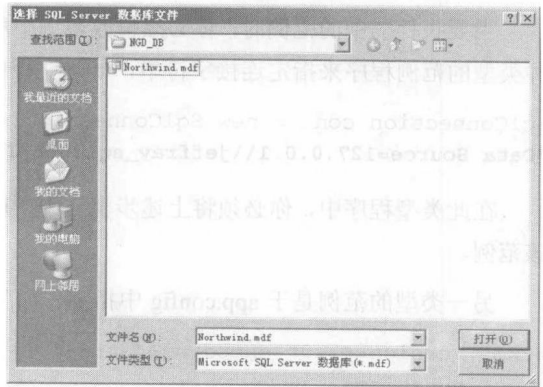 选择 SQL Server 数据库文件
查找范围(I): NGD_DB
Northwind.mdf
我最近的文档
桌面
我的文档
我的电脑
网上邻居
文件名(N): Northwind.mdf 打开(O)
文件类型(T): Microsoft SQL Server 数据库(*.mdf) 取消